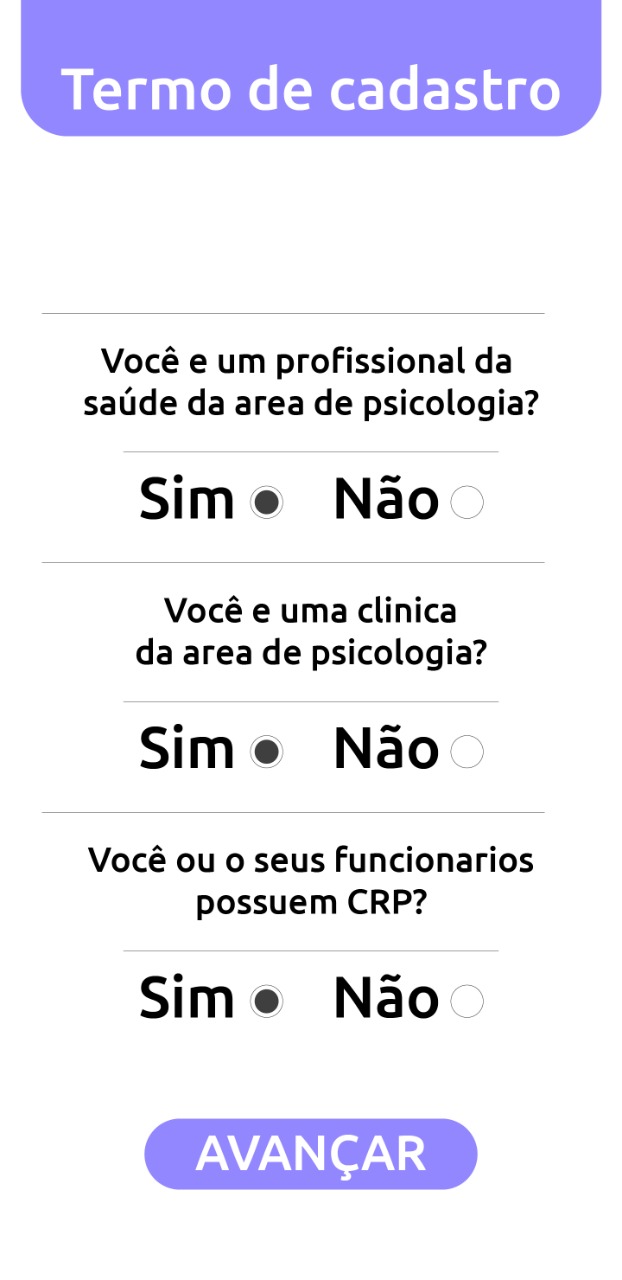 Termo de cadastro
Você e um profissional da
saúde da area de psicologia?
Sim Não
Você e uma clinica
da area de psicologia?
Sim Não
Você ou o seus funcionarios
possuem CRP?
Sim Não
AVANÇAR